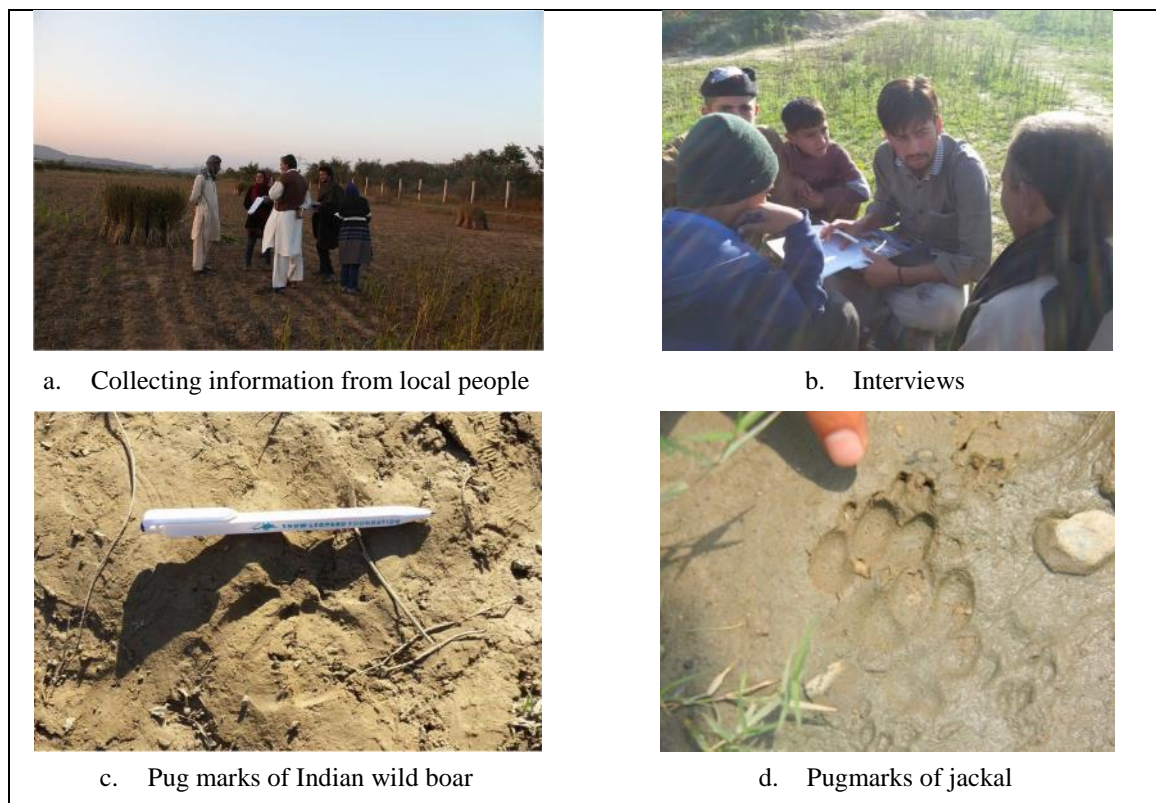 a. Collecting information from local people
b. Interviews
SNOW LEOPARD FOUNDATION
c. Pug marks of Indian wild boar
d. Pugmarks of jackal